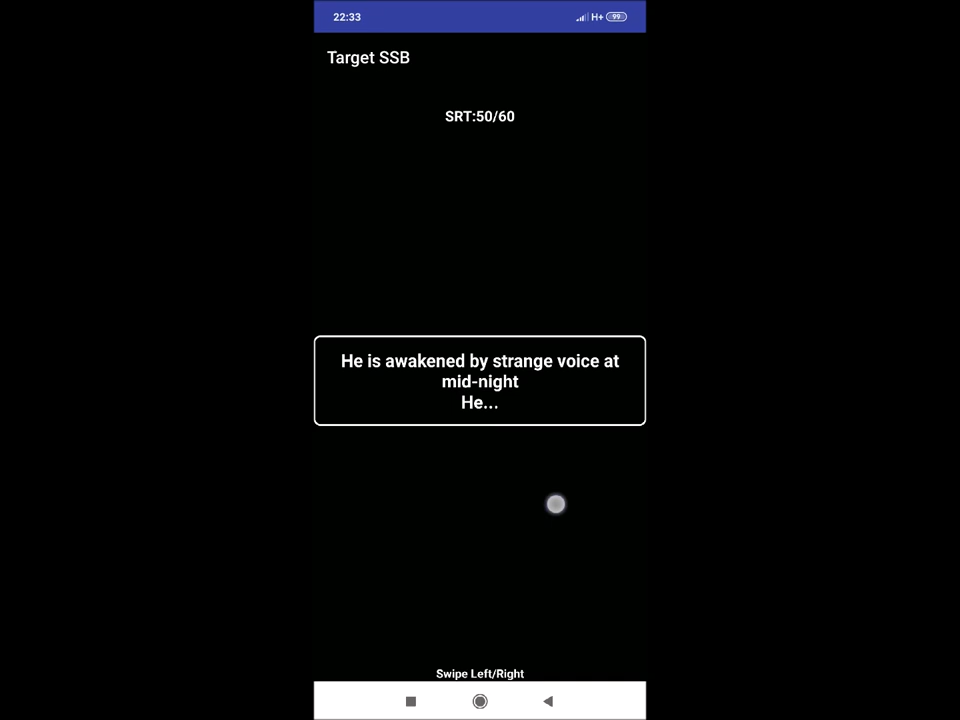 22:33 H+ 99
Target SSB
SRT:50/60
He is awakened by strange voice at
mid-night
He...
Swipe Left/Right